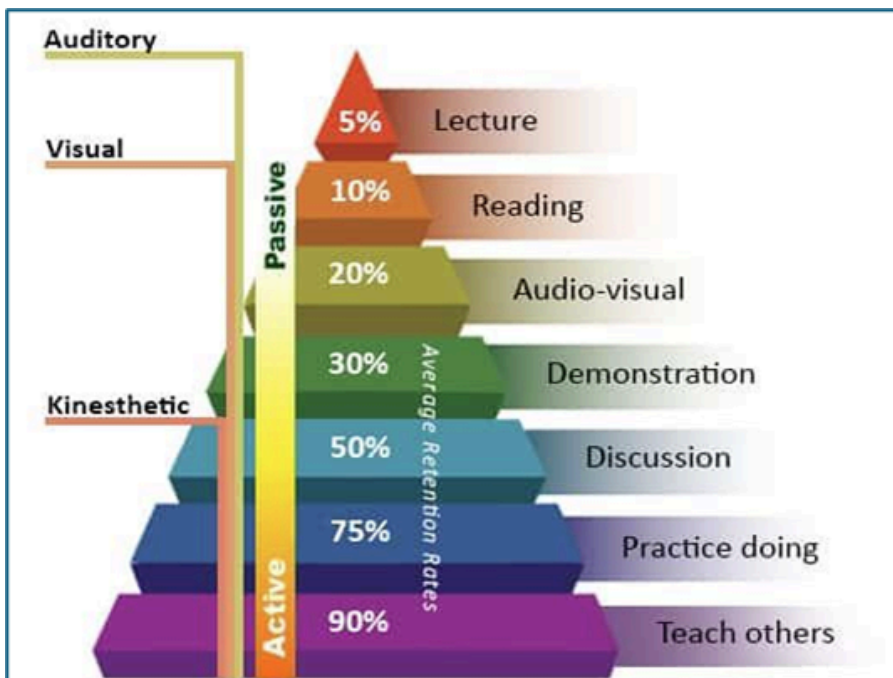 Auditory
Visual
Kinesthetic
Passive
Active
5%
Lecture
10%
Reading
20%
Audio-visual
30%
Demonstration
50%
Discussion
75%
Practice doing
90%
Teach others
Average Retention Rates